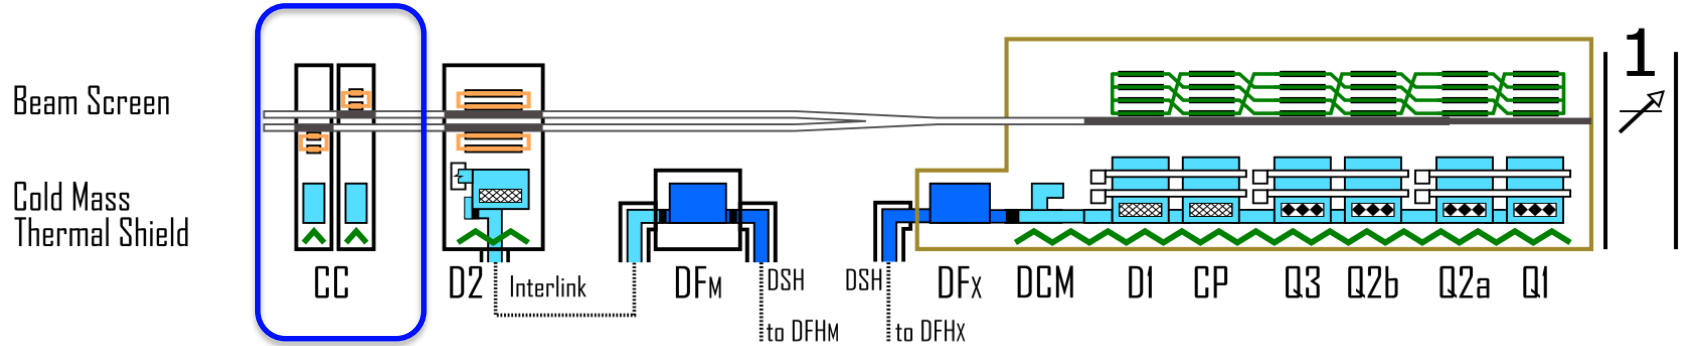 1
Beam Screen
Cold Mass
Thermal Shield
CC
D2
Interlink
DFM
DSH
DSH
DFX
DCM
D1
CP
Q3
Q2b
Q2a
Q1
to DFHM
to DFHX